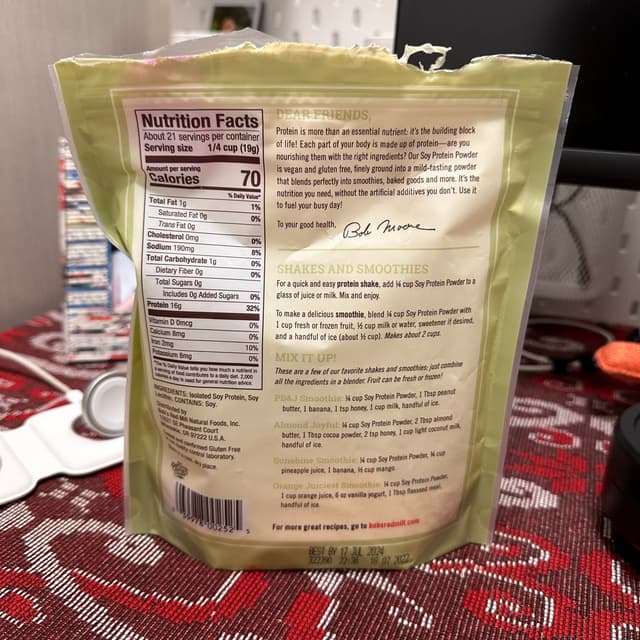 Nutrition Facts
About 21 servings per container
Serving size 1/4 cup (19g)
Amount per serving
Calories 70
% Daily Value*
Total Fat 1g 1%
Saturated Fat 0g 0%
Trans Fat 0g
Cholesterol 0mg 0%
Sodium 190mg 8%
Total Carbohydrate 1g 0%
Dietary Fiber 0g 0%
Total Sugars 0g
Includes 0g Added Sugars 0%
Protein 16g 32%
Vitamin D 0mcg 0%
Calcium 8mg 0%
Iron 2mg 10%
Potassium 8mg 0%
INGREDIENTS: Isolated Soy Protein, Soy
Lecithin. CONTAINS: Soy.
Distributed by
Bob's Red Mill Natural Foods, Inc.
DEAR FRIENDS,
Protein is more than an essential nutrient: it's the building block
of life! Each part of your body is made up of protein—are you
nourishing them with the right ingredients? Our Soy Protein Powder
is vegan and gluten free, finely ground into a mild-tasting powder
that blends perfectly into smoothies, baked goods and more. It's the
nutrition you need, without the artificial additives you don't. Use it
to fuel your busy day!
To your good health,
Bob Moore
SHAKES AND SMOOTHIES
For a quick and easy protein shake, add ¼ cup Soy Protein Powder to a
glass of juice or milk. Mix and enjoy.
To make a delicious smoothie, blend ¼ cup Soy Protein Powder with
1 cup fresh or frozen fruit, ½ cup milk or water, sweetener if desired,
and a handful of ice (about ½ cup). Makes about 2 cups.
MIX IT UP!
These are a few of our favorite shakes and smoothies: just combine
all the ingredients in a blender. Fruit can be fresh or frozen!
PB&J Smoothie: ¼ cup Soy Protein Powder, 1 Tbsp peanut
butter, 1 banana, 1 tsp honey, 1 cup milk, handful of ice.
Almond Joyful: ¼ cup Soy Protein Powder, 2 Tbsp almond
butter, 1 Tbsp cocoa powder, 2 tsp honey, 1 cup light coconut milk,
handful of ice.
Sunshine Smoothie: ¼ cup Soy Protein Powder, ¾ cup
pineapple juice, 1 banana, ½ cup mango.
Orange Juiciest Smoothie: ¼ cup Soy Protein Powder,
1 cup orange juice, 6 oz vanilla yogurt, 1 Tbsp flaxseed meal,
handful of ice.
For more great recipes, go to bobsredmill.com
BEST BY 17 JUL 2024